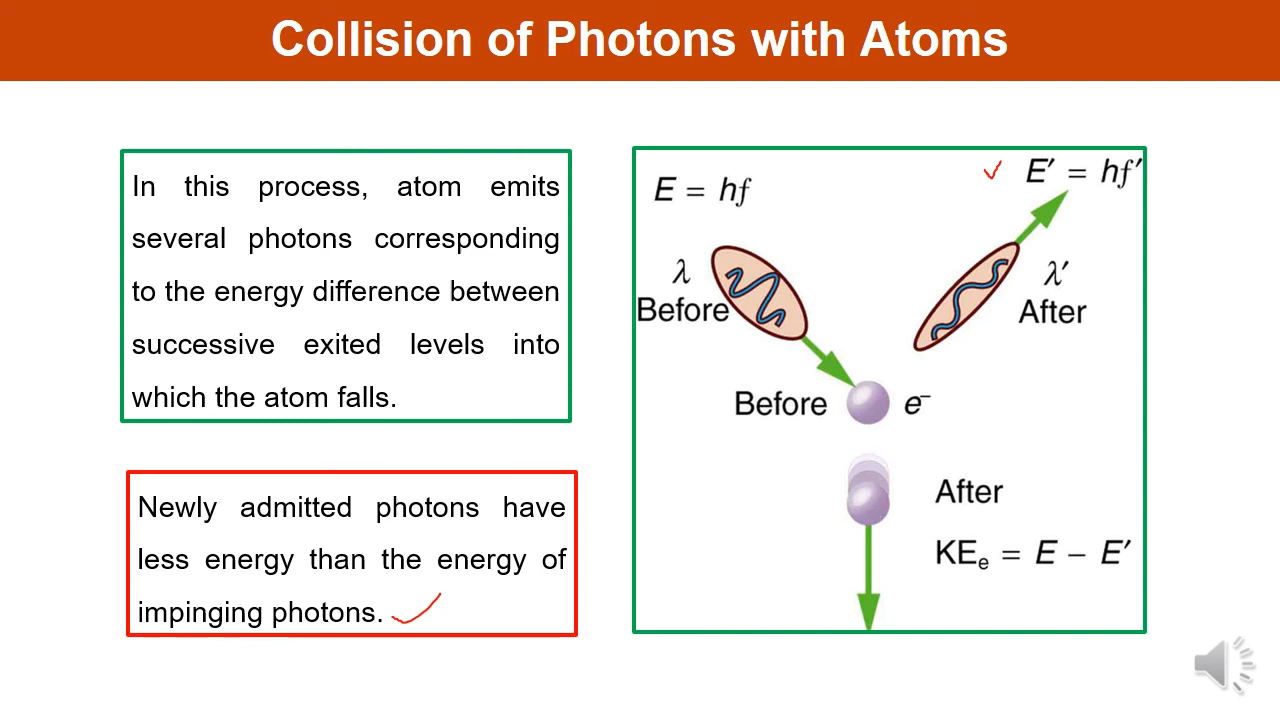 Collision of Photons with Atoms
In this process, atom emits
several photons corresponding
to the energy difference between
successive exited levels into
which the atom falls.
Newly admitted photons have
less energy than the energy of
impinging photons.
E = hf
E′ = hf′
λ
Before
λ′
After
Before
e⁻
After
KEₑ = E − E′